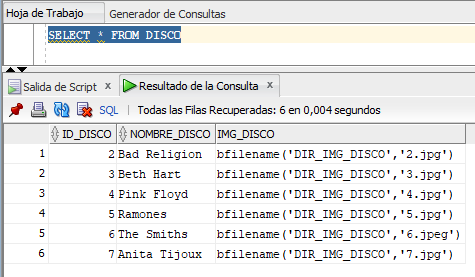 Hoja de Trabajo Generador de Consultas
SELECT * FROM DISCO
Salida de Script x Resultado de la Consulta x
SQL | Todas las Filas Recuperadas: 6 en 0,004 segundos
ID_DISCO NOMBRE_DISCO IMG_DISCO
1 2 Bad Religion bfilename('DIR_IMG_DISCO','2.jpg')
2 3 Beth Hart bfilename('DIR_IMG_DISCO','3.jpg')
3 4 Pink Floyd bfilename('DIR_IMG_DISCO','4.jpg')
4 5 Ramones bfilename('DIR_IMG_DISCO','5.jpg')
5 6 The Smiths bfilename('DIR_IMG_DISCO','6.jpeg')
6 7 Anita Tijoux bfilename('DIR_IMG_DISCO','7.jpg')